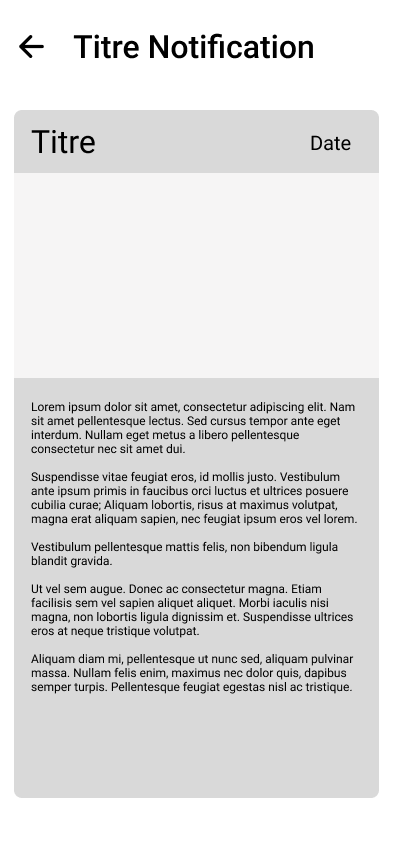 Titre Notification
Titre
Date
Lorem ipsum dolor sit amet, consectetur adipiscing elit. Nam
sit amet pellentesque lectus. Sed cursus tempor ante eget
interdum. Nullam eget metus a libero pellentesque
consectetur nec sit amet dui.
Suspendisse vitae feugiat eros, id mollis justo. Vestibulum
ante ipsum primis in faucibus orci luctus et ultrices posuere
cubilia curae; Aliquam lobortis, risus at maximus volutpat,
magna erat aliquam sapien, nec feugiat ipsum eros vel lorem.
Vestibulum pellentesque mattis felis, non bibendum ligula
blandit gravida.
Ut vel sem augue. Donec ac consectetur magna. Etiam
facilisis sem vel sapien aliquet aliquet. Morbi iaculis nisi
magna, non lobortis ligula dignissim et. Suspendisse ultrices
eros at neque tristique volutpat.
Aliquam diam mi, pellentesque ut nunc sed, aliquam pulvinar
massa. Nullam felis enim, maximus nec dolor quis, dapibus
semper turpis. Pellentesque feugiat egestas nisl ac tristique.